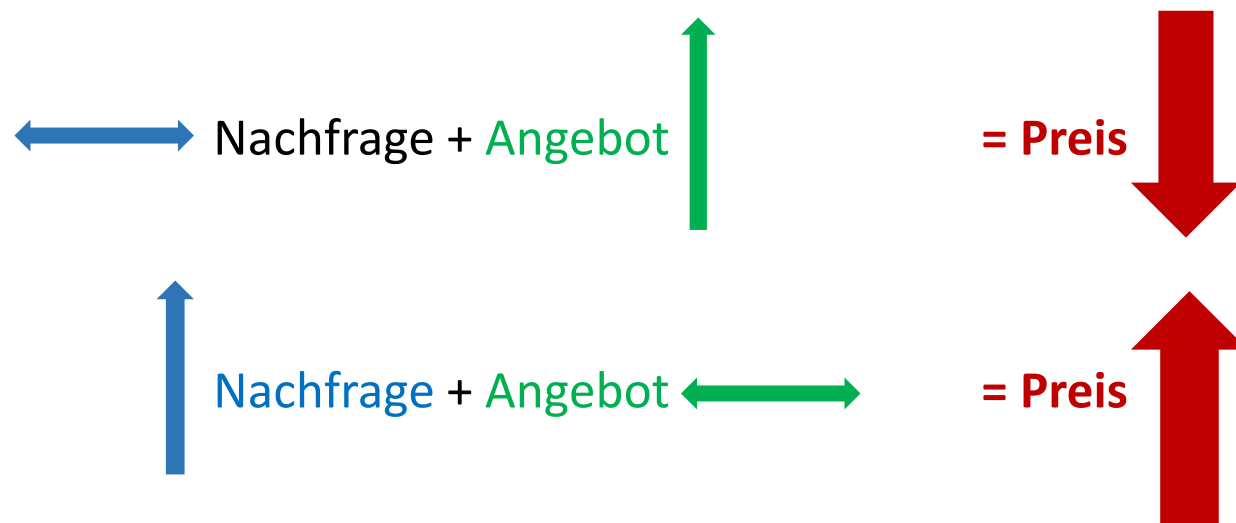 Nachfrage + Angebot = Preis
Nachfrage + Angebot = Preis